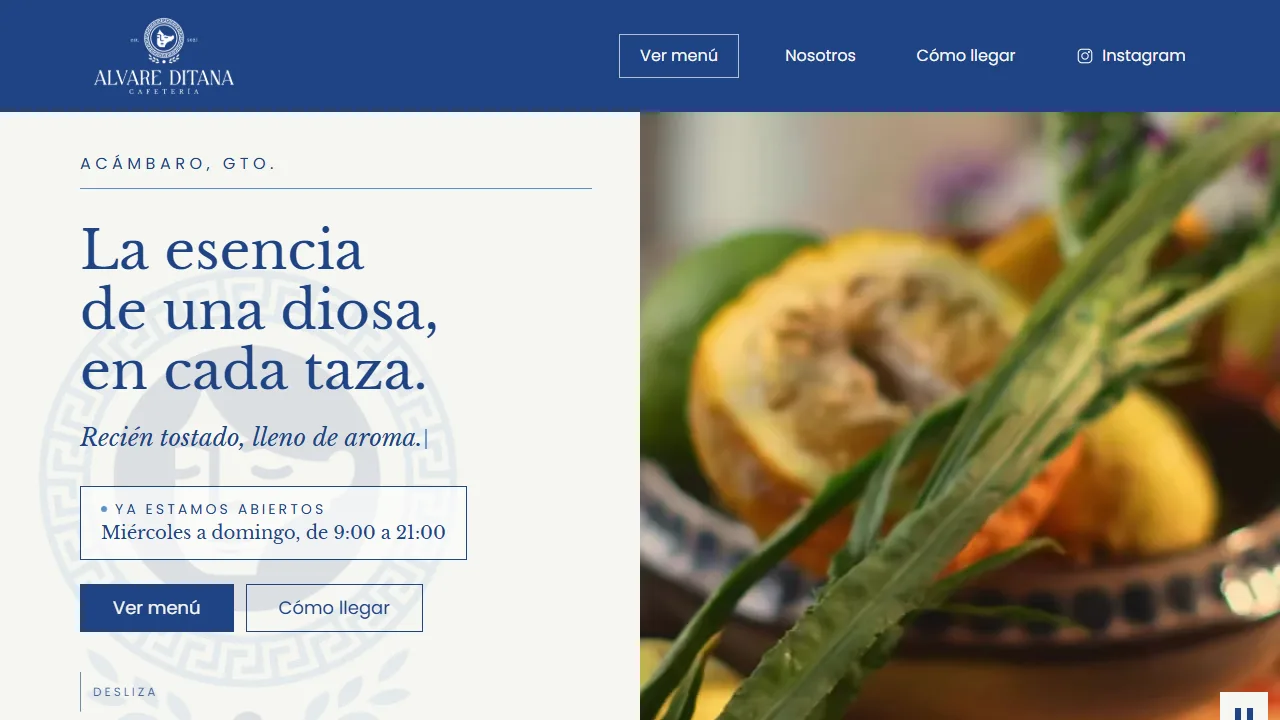 EST. 
ALVARE DITANA
CAFETERÍA
Ver menú
Nosotros
Cómo llegar
Instagram
ACÁMBARO, GTO.
La esencia
de una diosa,
en cada taza.
Recién tostado, lleno de aroma.
YA ESTAMOS ABIERTOS
Miércoles a domingo, de 9:00 a 21:00
Ver menú
Cómo llegar
DESLIZA